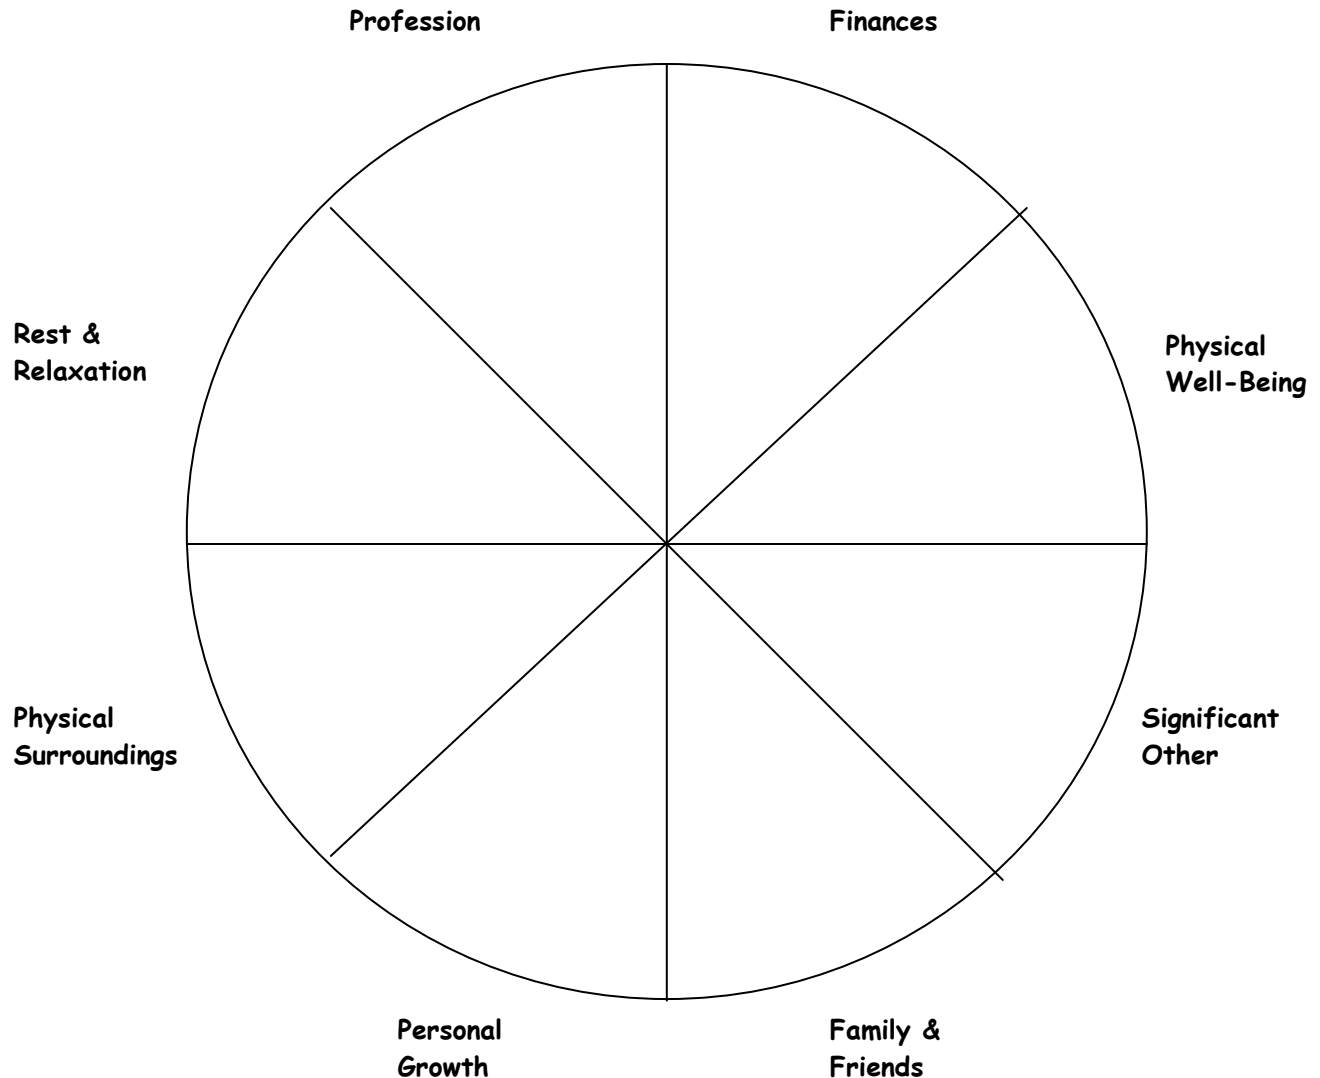 Profession
Finances
Rest &
Relaxation
Physical
Well-Being
Physical
Surroundings
Significant
Other
Personal
Growth
Family &
Friends